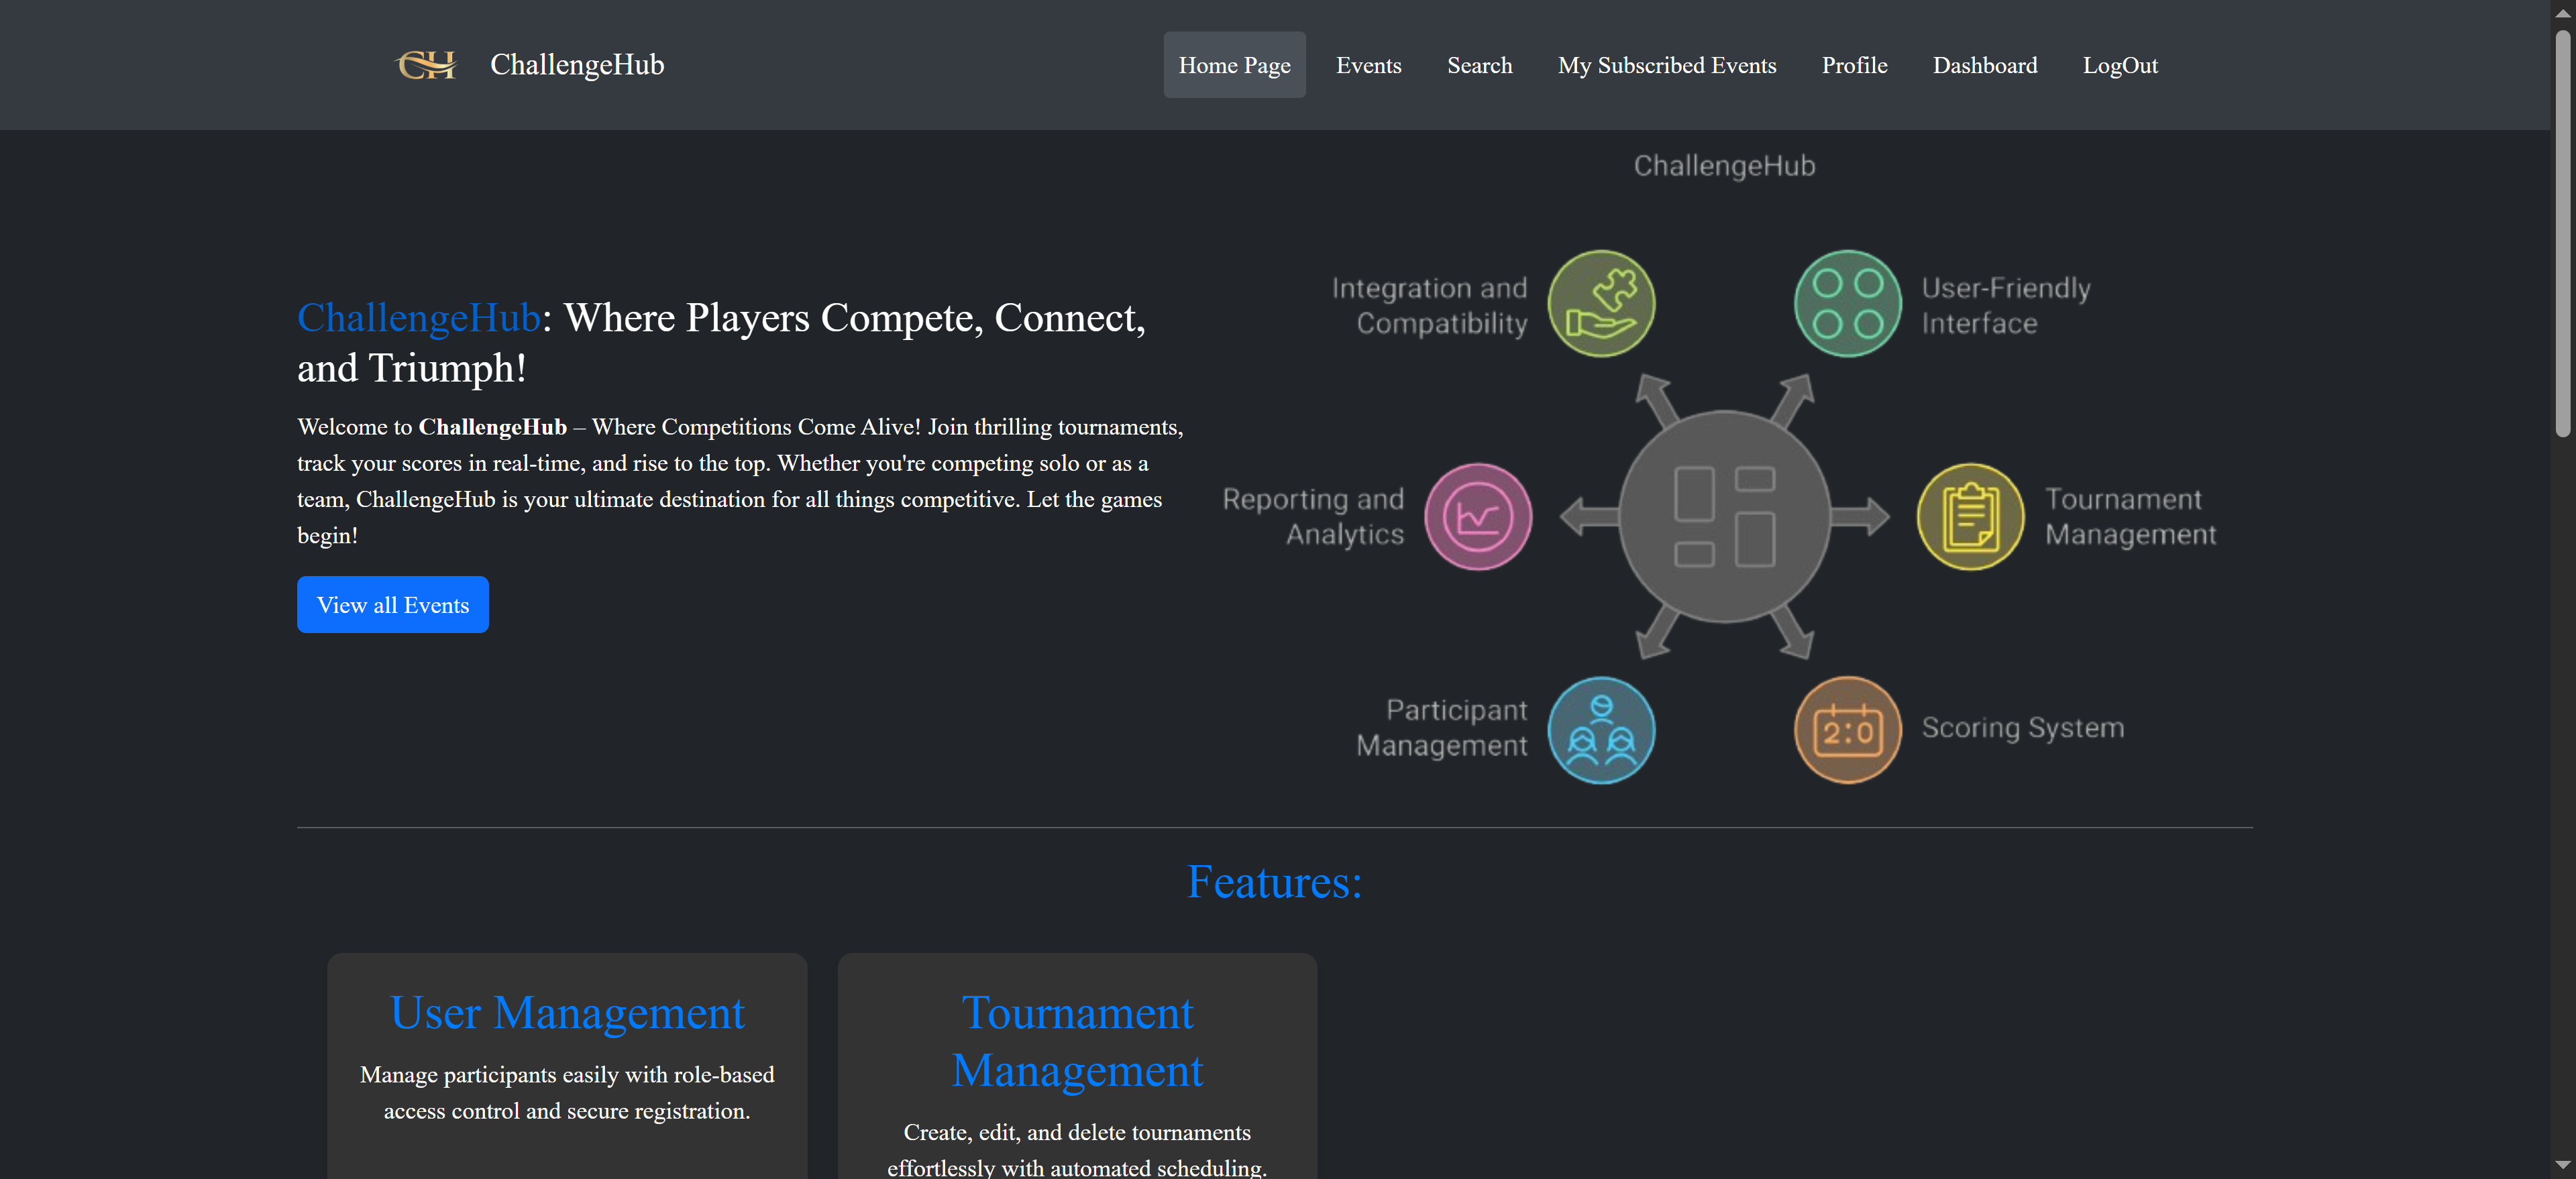 CH ChallengeHub
Home Page Events Search My Subscribed Events Profile Dashboard LogOut
ChallengeHub: Where Players Compete, Connect,
and Triumph!
Welcome to ChallengeHub – Where Competitions Come Alive! Join thrilling tournaments,
track your scores in real-time, and rise to the top. Whether you're competing solo or as a
team, ChallengeHub is your ultimate destination for all things competitive. Let the games
begin!
View all Events
ChallengeHub
Integration and
Compatibility
User-Friendly
Interface
Reporting and
Analytics
Tournament
Management
Participant
Management
2:0
Scoring System
Features:
User Management
Manage participants easily with role-based
access control and secure registration.
Tournament
Management
Create, edit, and delete tournaments
effortlessly with automated scheduling.